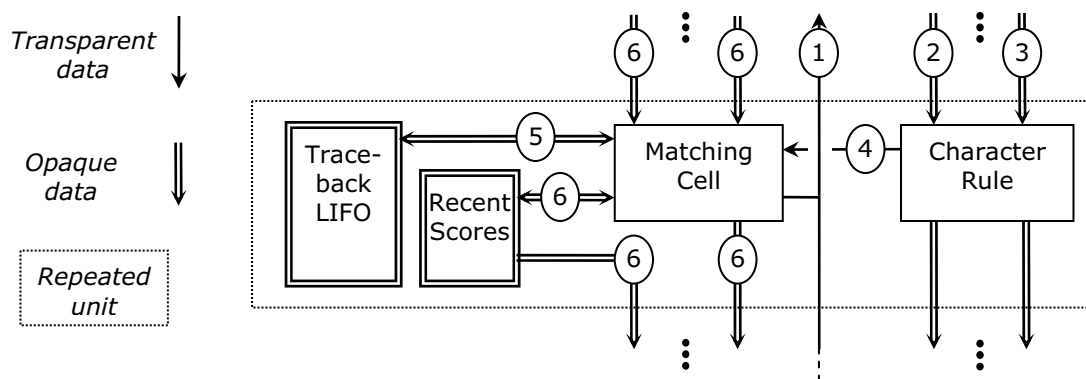 Transparent
data
Opaque
data
Repeated
unit
6 6 1 2 3
Trace-
back
LIFO
5
Matching
Cell
4
Character
Rule
Recent
Scores
6
6 6